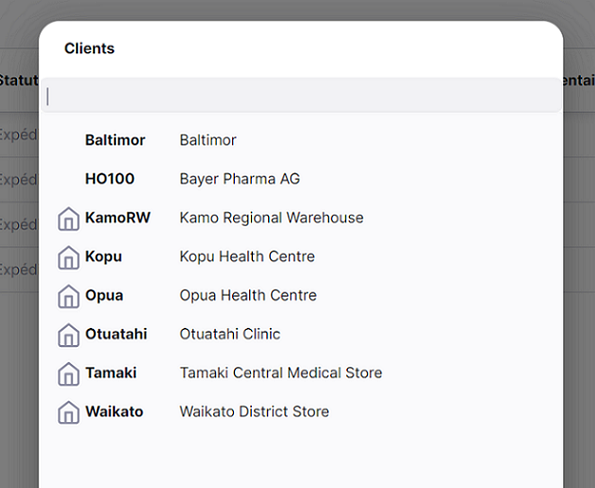 Clients
Statut
Expéd
Expéd
Expéd
Expéd
Baltimor Baltimor
HO100 Bayer Pharma AG
KamoRW Kamo Regional Warehouse
Kopu Kopu Health Centre
Opua Opua Health Centre
Otuatahi Otuatahi Clinic
Tamaki Tamaki Central Medical Store
Waikato Waikato District Store